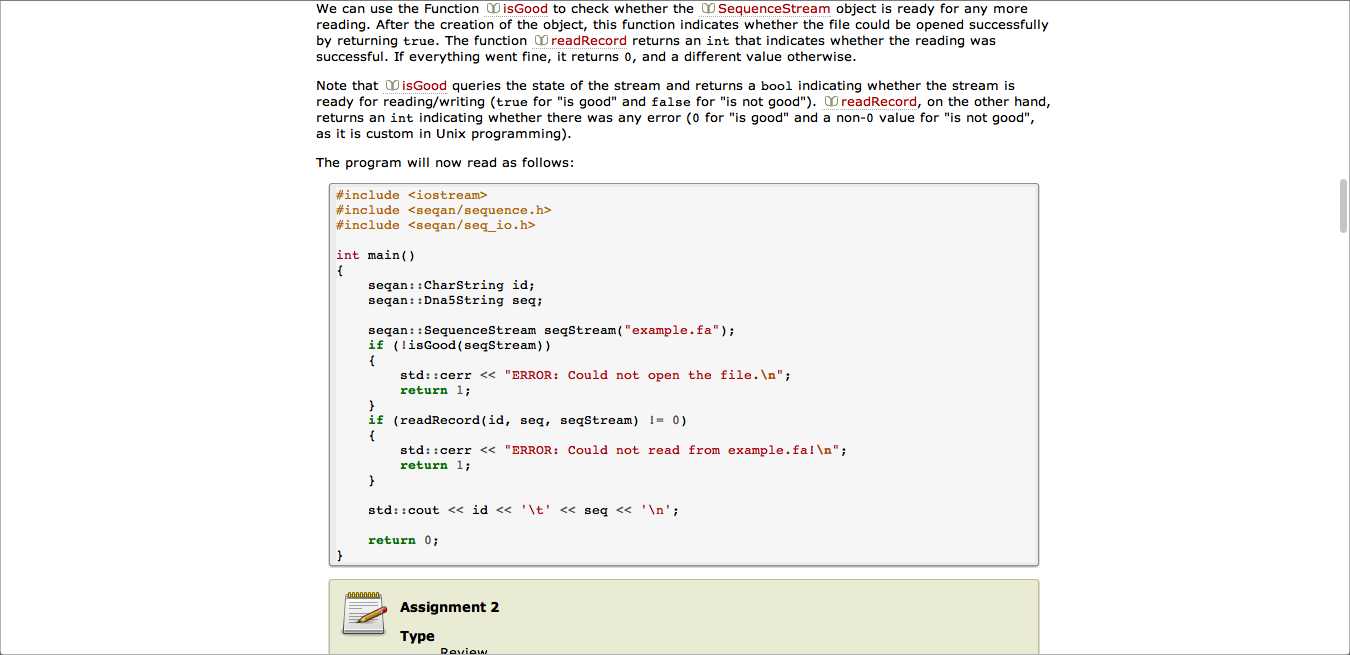 We can use the Function isGood to check whether the SequenceStream object is ready for any more
reading. After the creation of the object, this function indicates whether the file could be opened successfully
by returning true. The function readRecord returns an int that indicates whether the reading was
successful. If everything went fine, it returns 0, and a different value otherwise.
Note that isGood queries the state of the stream and returns a bool indicating whether the stream is
ready for reading/writing (true for "is good" and false for "is not good"). readRecord, on the other hand,
returns an int indicating whether there was any error (0 for "is good" and a non-0 value for "is not good",
as it is custom in Unix programming).
The program will now read as follows:
#include <iostream>
#include <seqan/sequence.h>
#include <seqan/seq_io.h>
int main()
{
    seqan::CharString id;
    seqan::Dna5String seq;
    seqan::SequenceStream seqStream("example.fa");
    if (!isGood(seqStream))
    {
        std::cerr << "ERROR: Could not open the file.\n";
        return 1;
    }
    if (readRecord(id, seq, seqStream) != 0)
    {
        std::cerr << "ERROR: Could not read from example.fa!\n";
        return 1;
    }
    std::cout << id << '\t' << seq << '\n';
    return 0;
}
Assignment 2
Type
Review